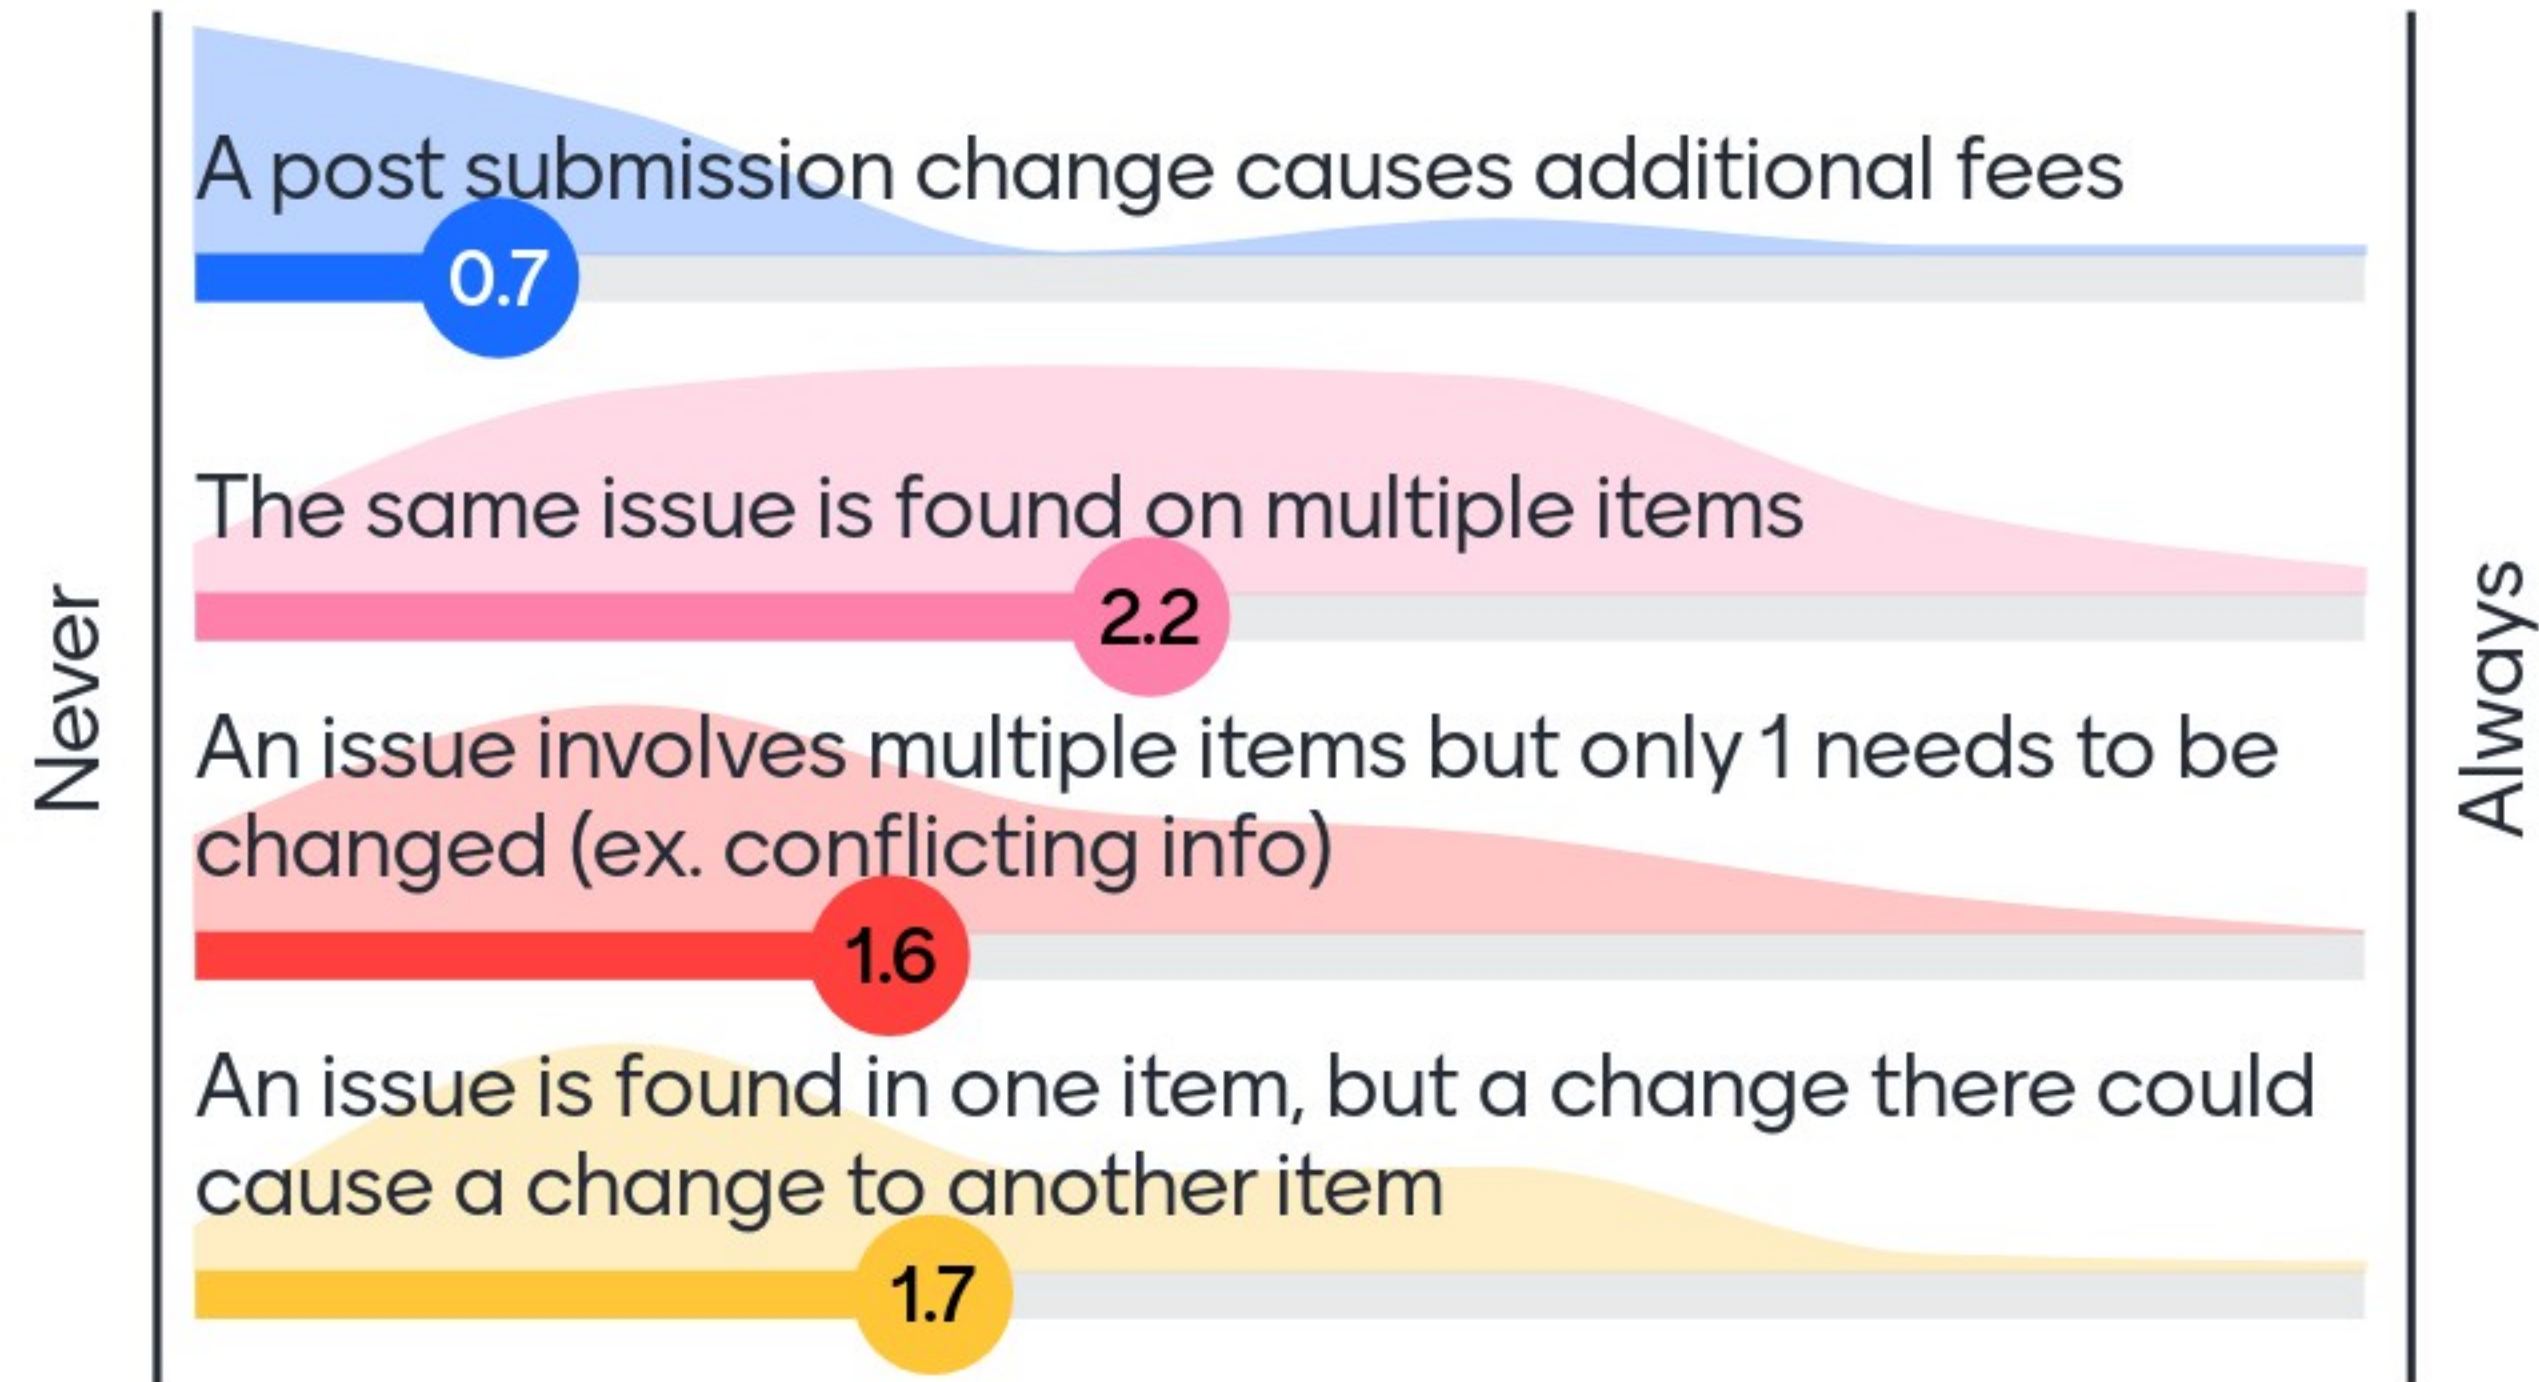 A post submission change causes additional fees
0.7
The same issue is found on multiple items
2.2
Never
Always
An issue involves multiple items but only 1 needs to be
changed (ex. conflicting info)
1.6
An issue is found in one item, but a change there could
cause a change to another item
1.7